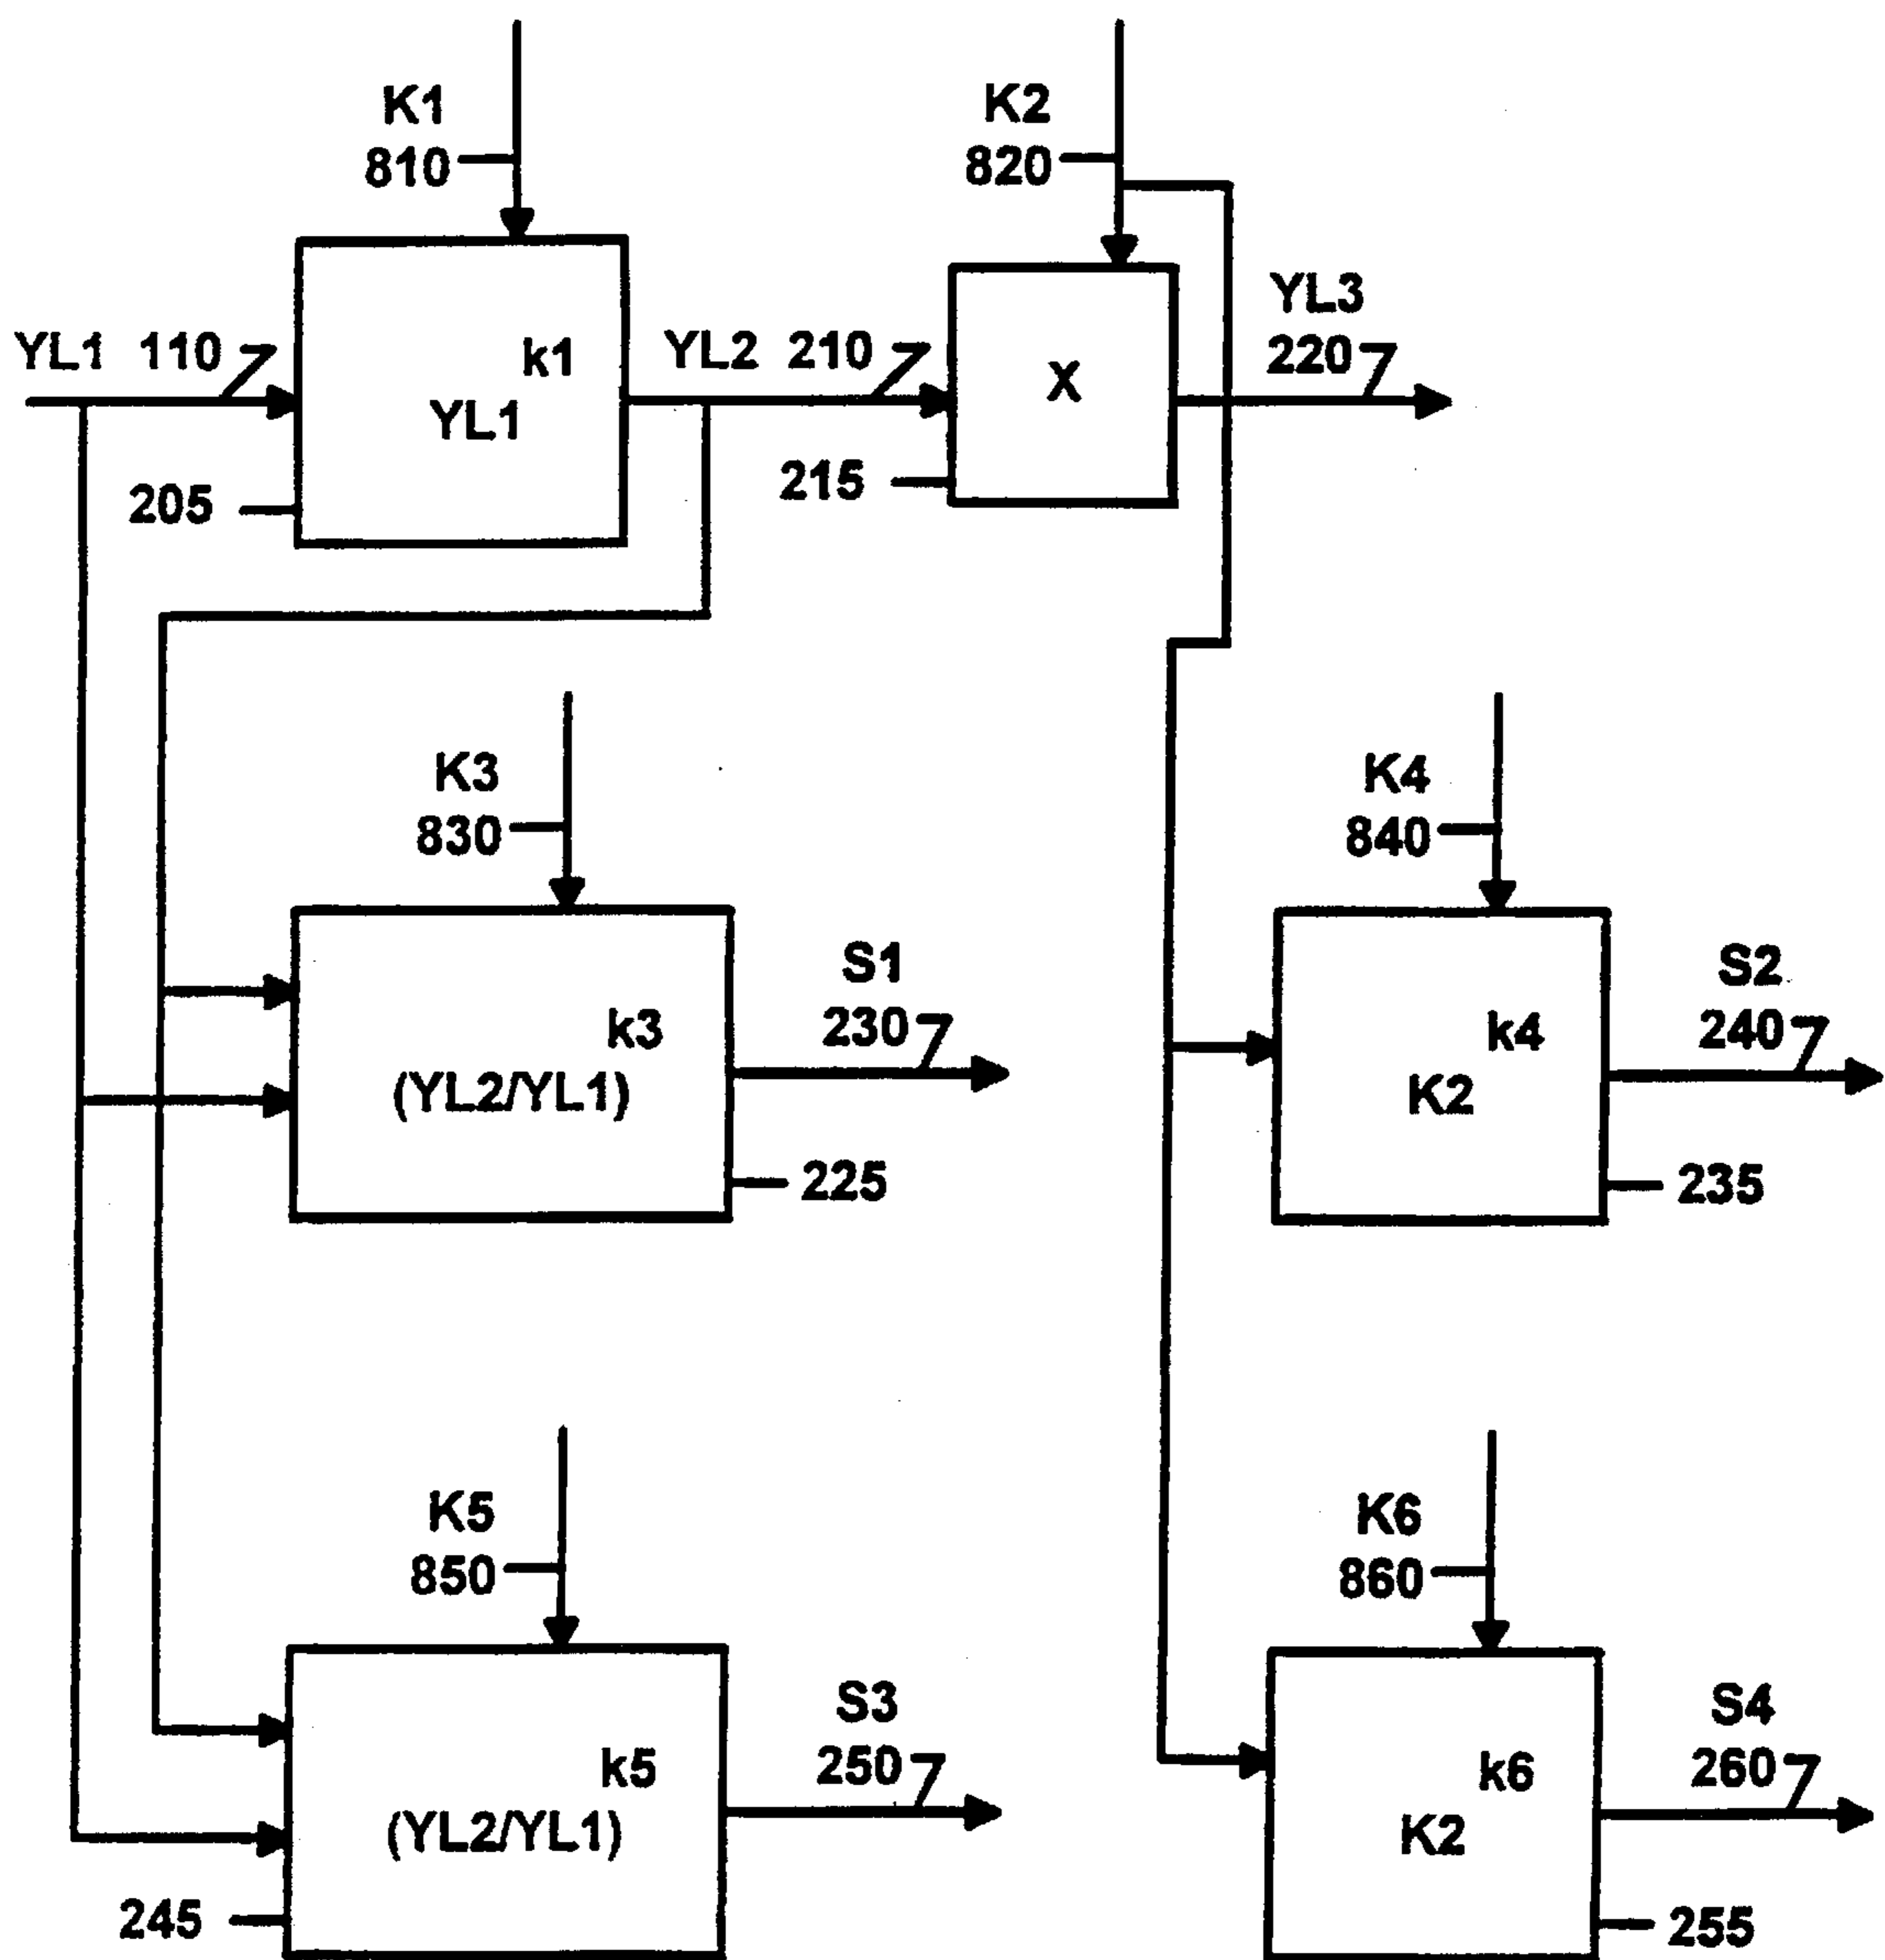 K1
810
K2
820
YL1 110
k1
YL1
YL2 210
X
YL3
220
205
215
K3
830
K4
840
k3
(YL2/YL1)
S1
230
225
k4
K2
S2
240
235
K5
850
K6
860
k5
(YL2/YL1)
S3
250
245
k6
K2
S4
260
255